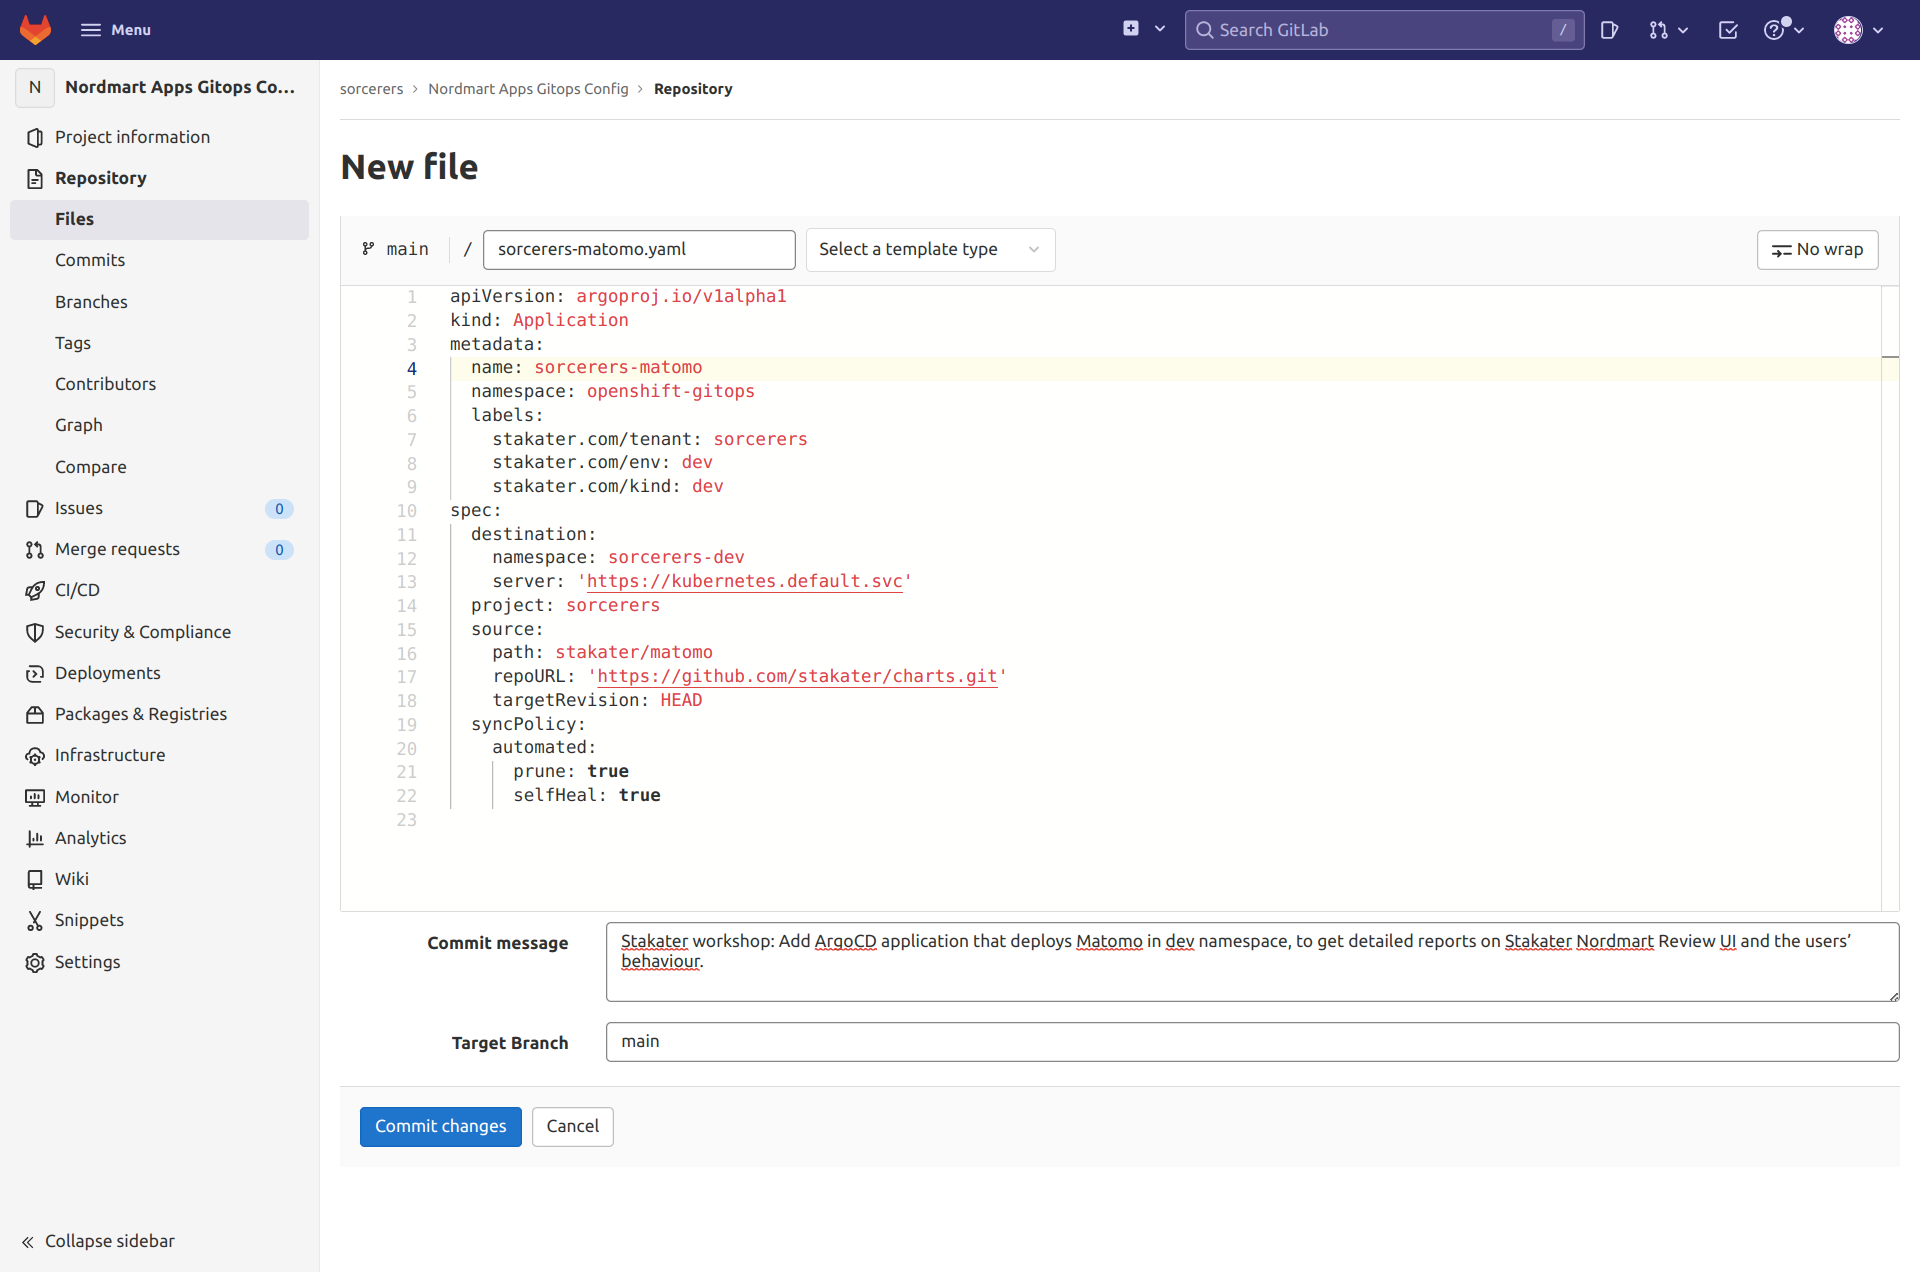 Menu
Search GitLab /
N Nordmart Apps Gitops Co...
Project information
Repository
Files
Commits
Branches
Tags
Contributors
Graph
Compare
Issues 0
Merge requests 0
CI/CD
Security & Compliance
Deployments
Packages & Registries
Infrastructure
Monitor
Analytics
Wiki
Snippets
Settings
Collapse sidebar
sorcerers > Nordmart Apps Gitops Config > Repository
New file
main / sorcerers-matomo.yaml Select a template type No wrap
1 apiVersion: argoproj.io/v1alpha1
2 kind: Application
3 metadata:
4   name: sorcerers-matomo
5   namespace: openshift-gitops
6   labels:
7     stakater.com/tenant: sorcerers
8     stakater.com/env: dev
9     stakater.com/kind: dev
10 spec:
11   destination:
12     namespace: sorcerers-dev
13     server: 'https://kubernetes.default.svc'
14   project: sorcerers
15   source:
16     path: stakater/matomo
17     repoURL: 'https://github.com/stakater/charts.git'
18     targetRevision: HEAD
19   syncPolicy:
20     automated:
21       prune: true
22       selfHeal: true
23
Commit message
Stakater workshop: Add ArgoCD application that deploys Matomo in dev namespace, to get detailed reports on Stakater Nordmart Review UI and the users’
behaviour.
Target Branch
main
Commit changes Cancel